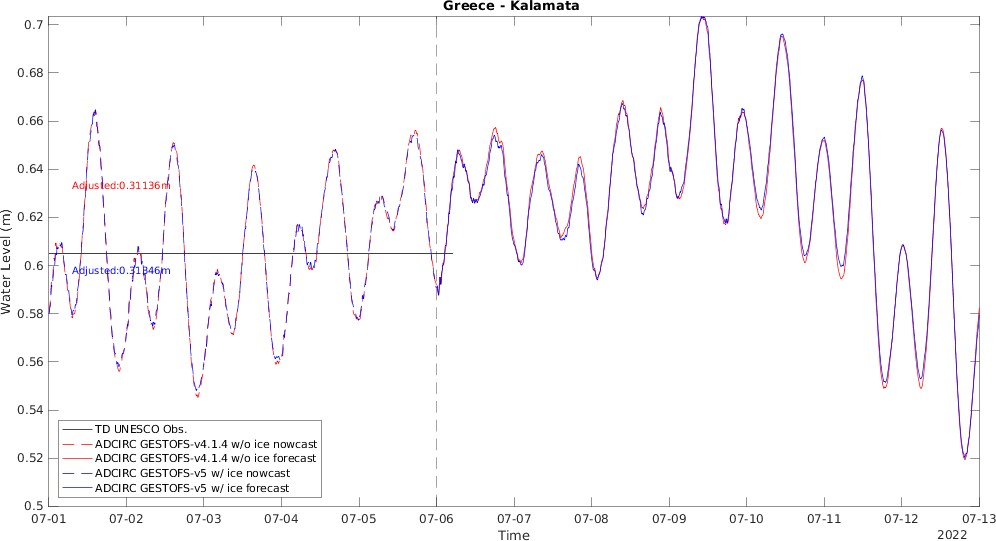 Greece - Kalamata
0.7
0.68
0.66
0.64
0.62
0.6
0.58
0.56
0.54
0.52
0.5
Water Level (m)
Adjusted:0.31136m
Adjusted:0.31346m
TD UNESCO Obs.
ADCIRC GESTOFS-v4.1.4 w/o ice nowcast
ADCIRC GESTOFS-v4.1.4 w/o ice forecast
ADCIRC GESTOFS-v5 w/ ice nowcast
ADCIRC GESTOFS-v5 w/ ice forecast
07-01 07-02 07-03 07-04 07-05 07-06 07-07 07-08 07-09 07-10 07-11 07-12 07-13
Time
2022